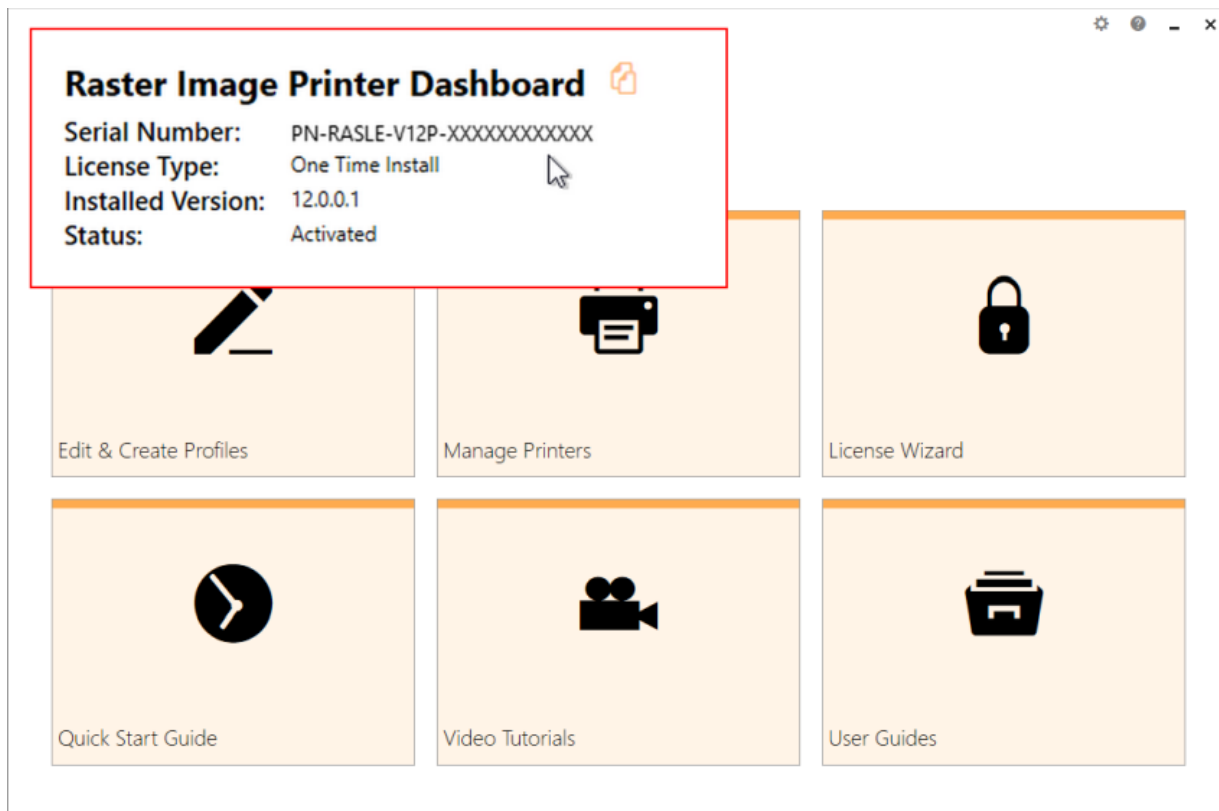 Raster Image Printer Dashboard
Serial Number: PN-RASLE-V12P-XXXXXXXXXXXX
License Type: One Time Install
Installed Version: 12.0.0.1
Status: Activated
Edit & Create Profiles
Manage Printers
License Wizard
Quick Start Guide
Video Tutorials
User Guides